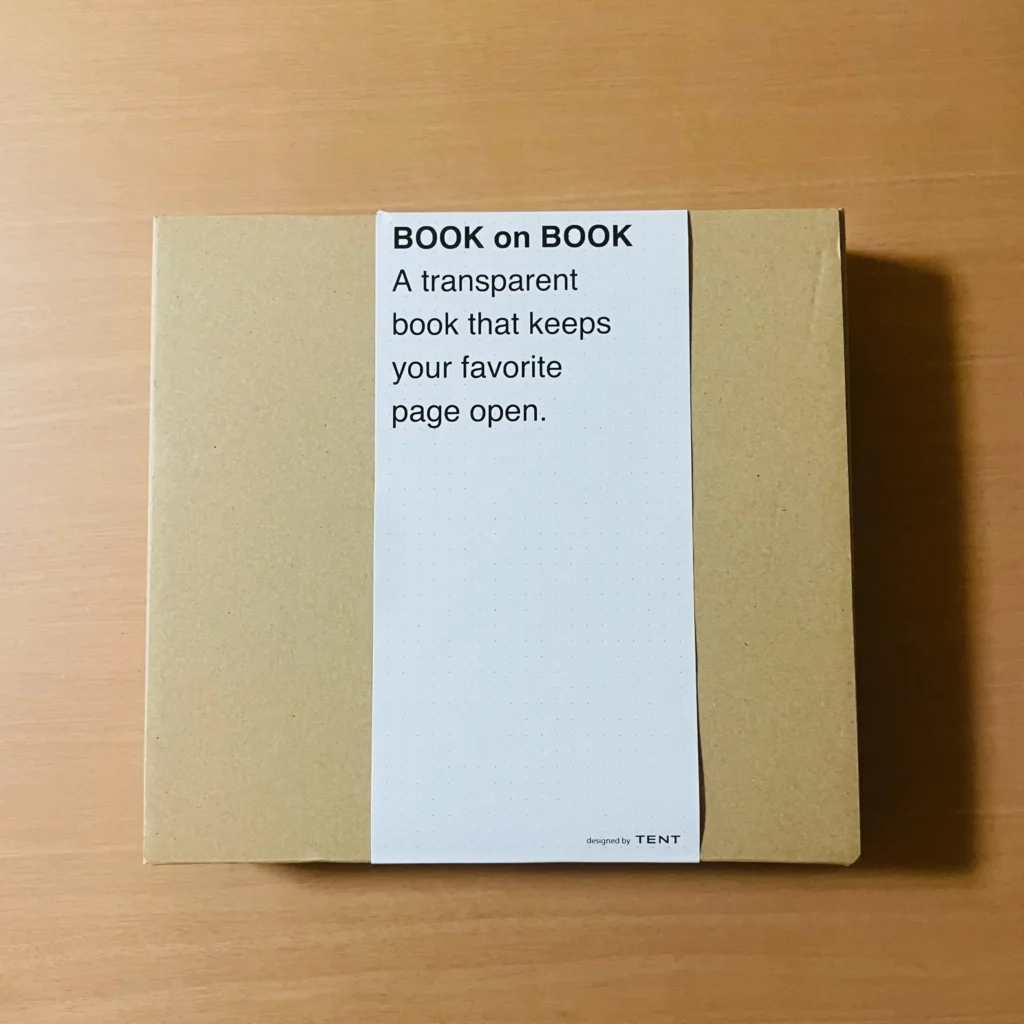 BOOK on BOOK
A transparent
book that keeps
your favorite
page open.
designed by TENT